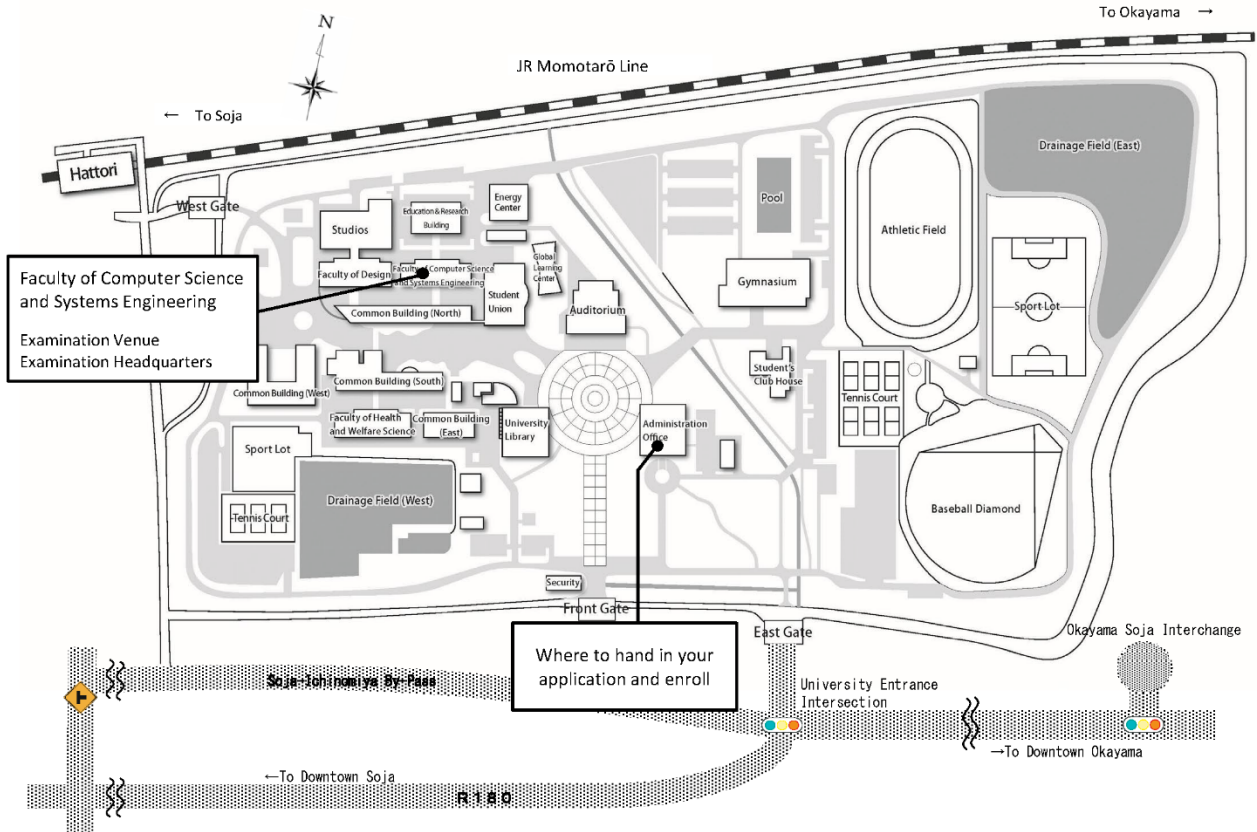 To Okayama →
N
JR Momotarō Line
← To Soja
Hattori
West Gate
Drainage Field (East)
Energy
Center
Education & Research
Building
Pool
Studios
Athletic Field
Faculty of Computer Science
and Systems Engineering
Examination Venue
Examination Headquarters
Faculty of Design
Faculty of Computer Science
and Systems Engineering
Global
Learning
Center
Student
Union
Gymnasium
Auditorium
Common Building (North)
Sport Lot
Common Building (West)
Common Building (South)
Student's
Club House
Tennis Court
Faculty of Health
and Welfare Science
Common Building
(East)
University
Library
Administration
Office
Sport Lot
Drainage Field (West)
Tennis Court
Baseball Diamond
Security
Front Gate
East Gate
Okayama Soja Interchange
Where to hand in your
application and enroll
Soja-Ichinomiya By-Pass
University Entrance
Intersection
→To Downtown Okayama
←To Downtown Soja
R180